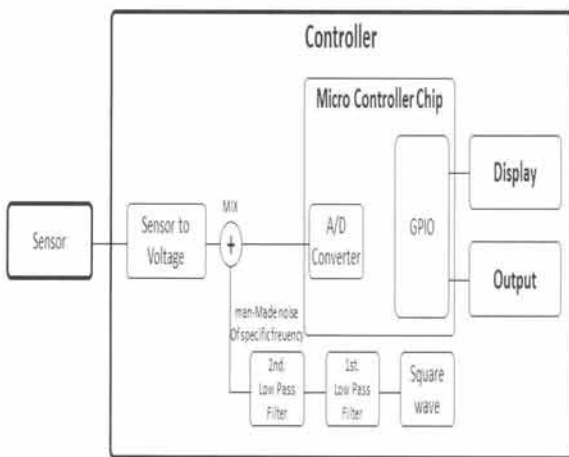 Controller
Micro Controller Chip
Sensor
Sensor to
Voltage
MIX
+
A/D
Converter
GPIO
Display
Output
man-Made noise
Of specific freuency
2nd.
Low Pass
Filter
1st.
Low Pass
Filter
Square
wave